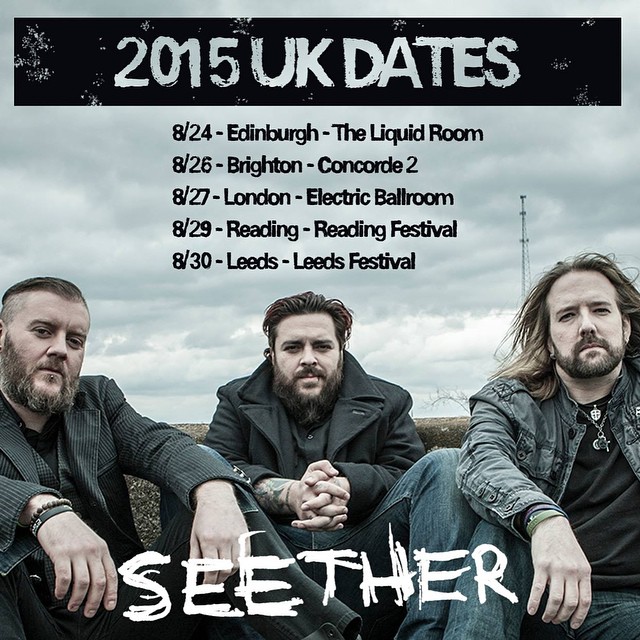 2015 UK DATES
8/24 - Edinburgh - The Liquid Room
8/26 - Brighton - Concorde 2
8/27 - London - Electric Ballroom
8/29 - Reading - Reading Festival
8/30 - Leeds - Leeds Festival
SEETHER